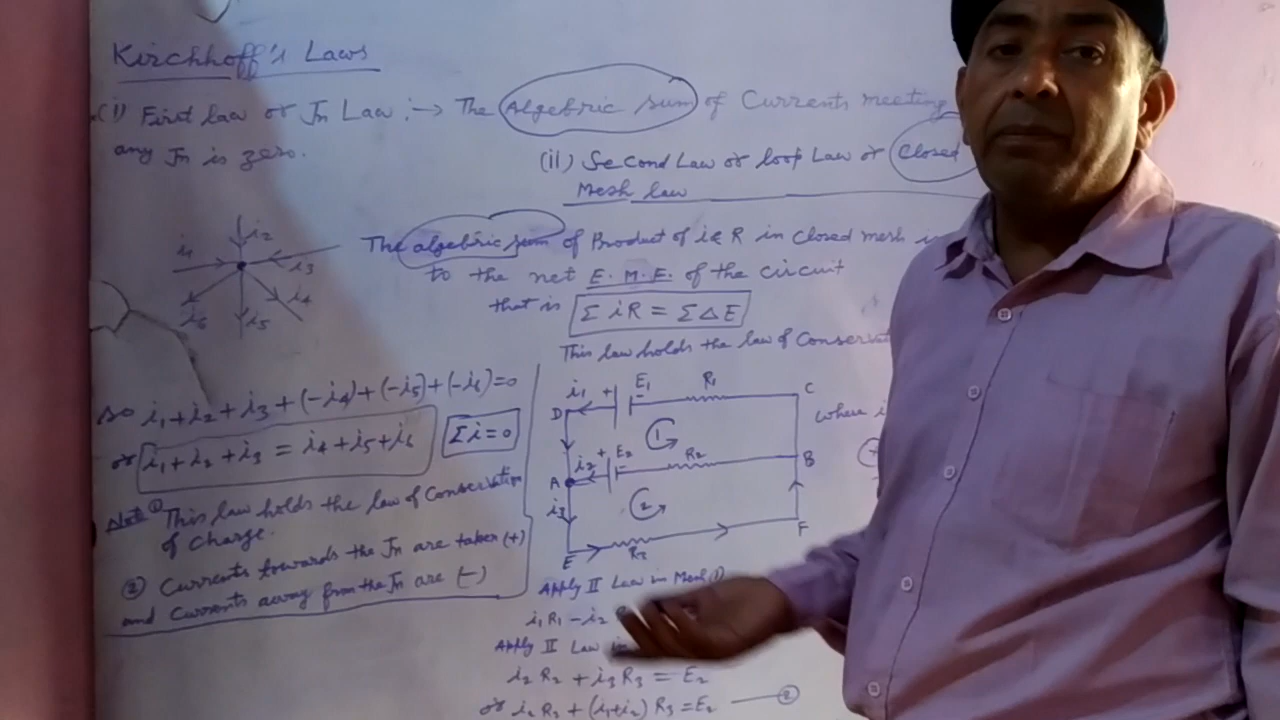 Kirchhoff's Laws
(i) First law or Jn Law :→ The Algebric sum of Currents meeting
any Jn is zero.
(ii) Second Law or loop Law or Closed
Mesh law
i1 i2 i3 i4 i5 i6
The algebric sum of Product of i & R in closed mesh
to the net E.M.F. of the circuit
that is Σ iR = Σ ΔE
This law holds the law of Conservat
so i1 + i2 + i3 + (-i4) + (-i5) + (-i6) = 0
or i1 + i2 + i3 = i4 + i5 + i6
Σi = 0
Note ① This law holds the law of Conservation
of Charge.
② Currents towards the Jn are taken (+)
and Currents away from the Jn are (-)
D i1 + E1 - R1 C
1
A i2 + E2 - R2 B
i3 2
E R3 F
where i
Apply II Law in Mesh (1)
i1 R1 - i2
Apply II Law in
i2 R2 + i3 R3 = E2
or i2 R2 + (i1+i2) R3 = E2 — ②